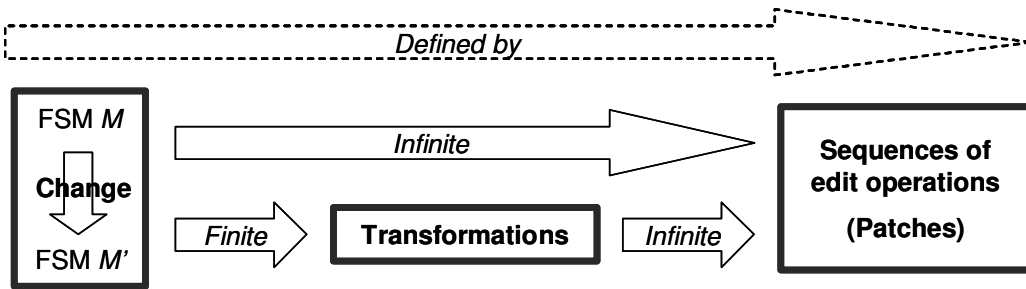 Defined by
FSM M
Change
FSM M'
Infinite
Finite
Transformations
Infinite
Sequences of
edit operations
(Patches)